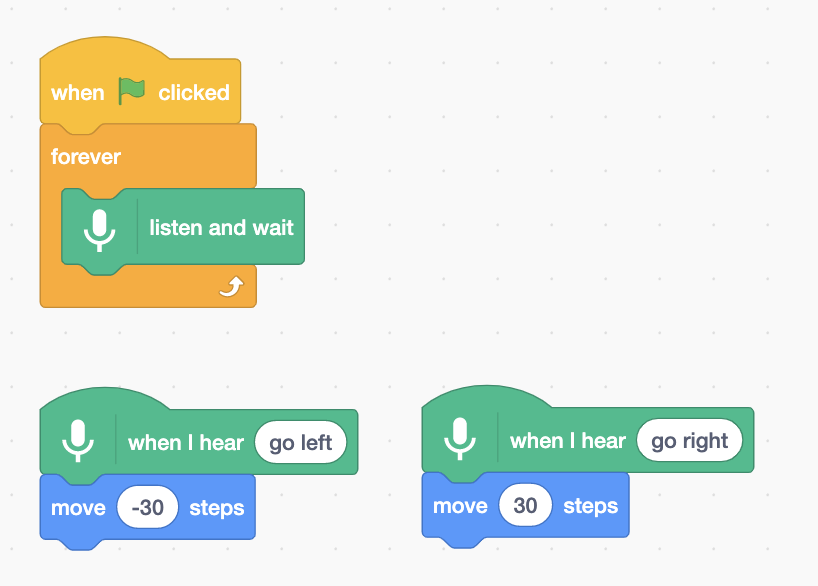 when clicked
forever
listen and wait
when I hear go left
move -30 steps
when I hear go right
move 30 steps